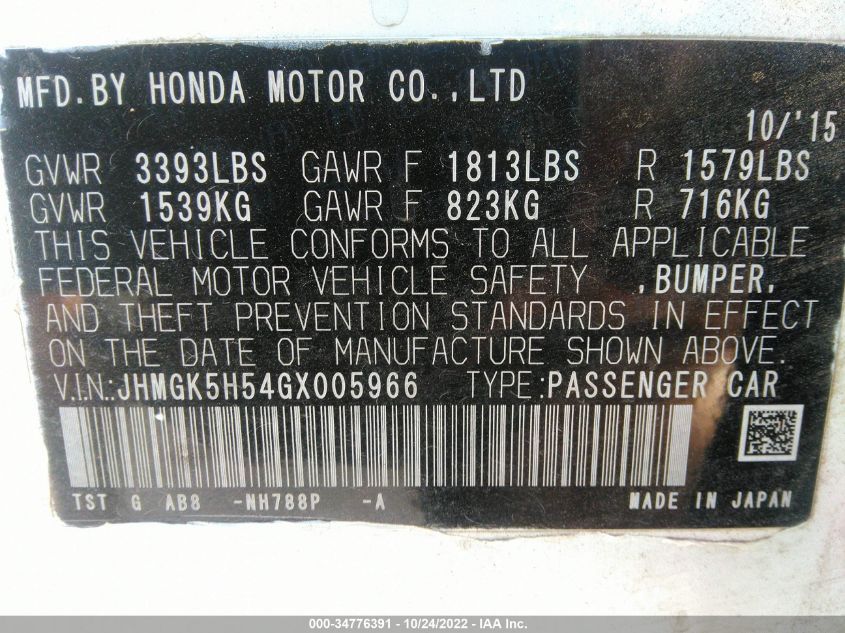 MFD.BY HONDA MOTOR CO.,LTD
10/'15
GVWR 3393LBS GAWR F 1813LBS R 1579LBS
GVWR 1539KG GAWR F 823KG R 716KG
THIS VEHICLE CONFORMS TO ALL APPLICABLE
FEDERAL MOTOR VEHICLE SAFETY ,BUMPER,
AND THEFT PREVENTION STANDARDS IN EFFECT
ON THE DATE OF MANUFACTURE SHOWN ABOVE.
V.IN.:JHMGK5H54GX005966 TYPE:PASSENGER CAR
TST G AB8 -NH788P -A MADE IN JAPAN
000-34776391 - 10/24/2022 - IAA Inc.